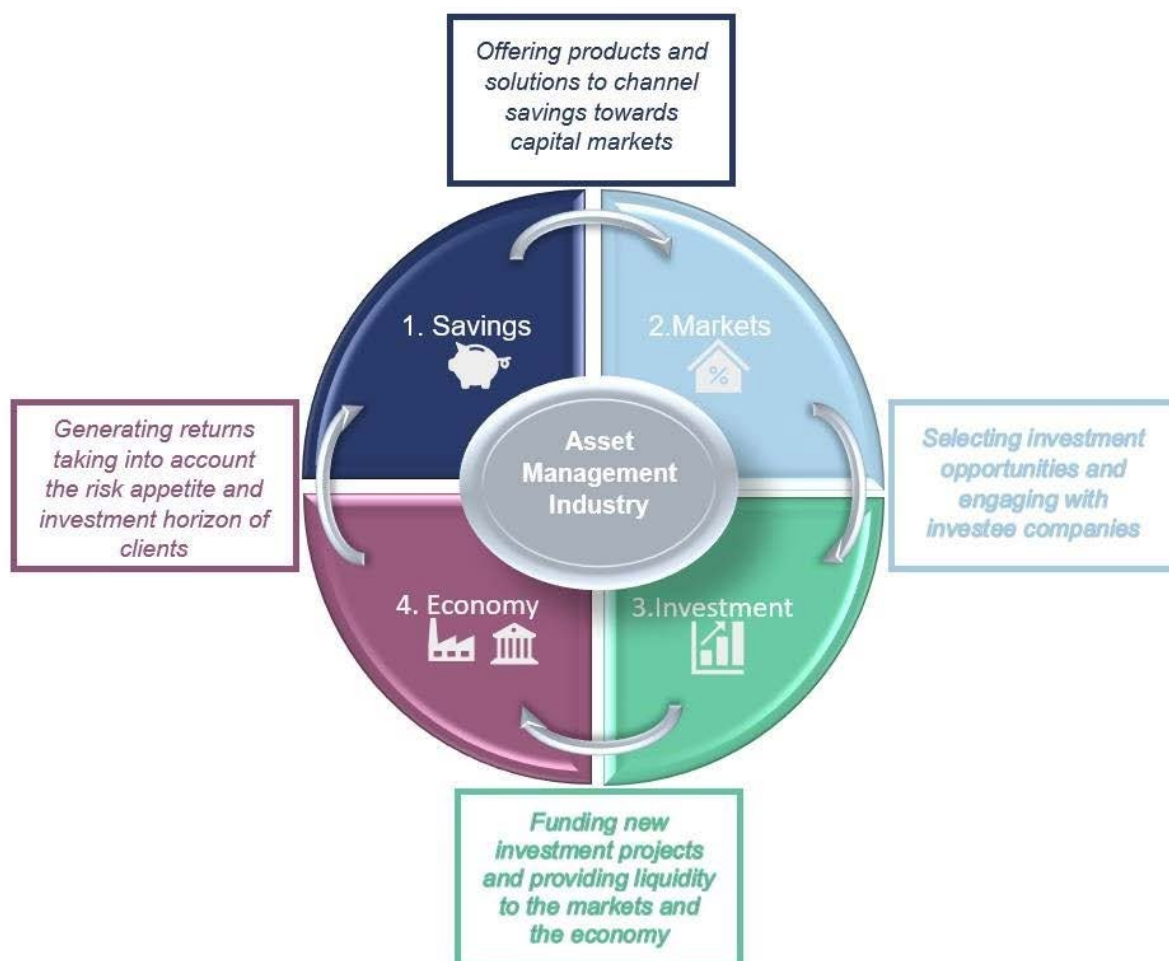 Offering products and
solutions to channel
savings towards
capital markets
1. Savings
2.Markets
%
Asset
Management
Industry
Generating returns
taking into account
the risk appetite and
investment horizon of
clients
Selecting investment
opportunities and
engaging with
investee companies
4. Economy
3.Investment
Funding new
investment projects
and providing liquidity
to the markets and
the economy